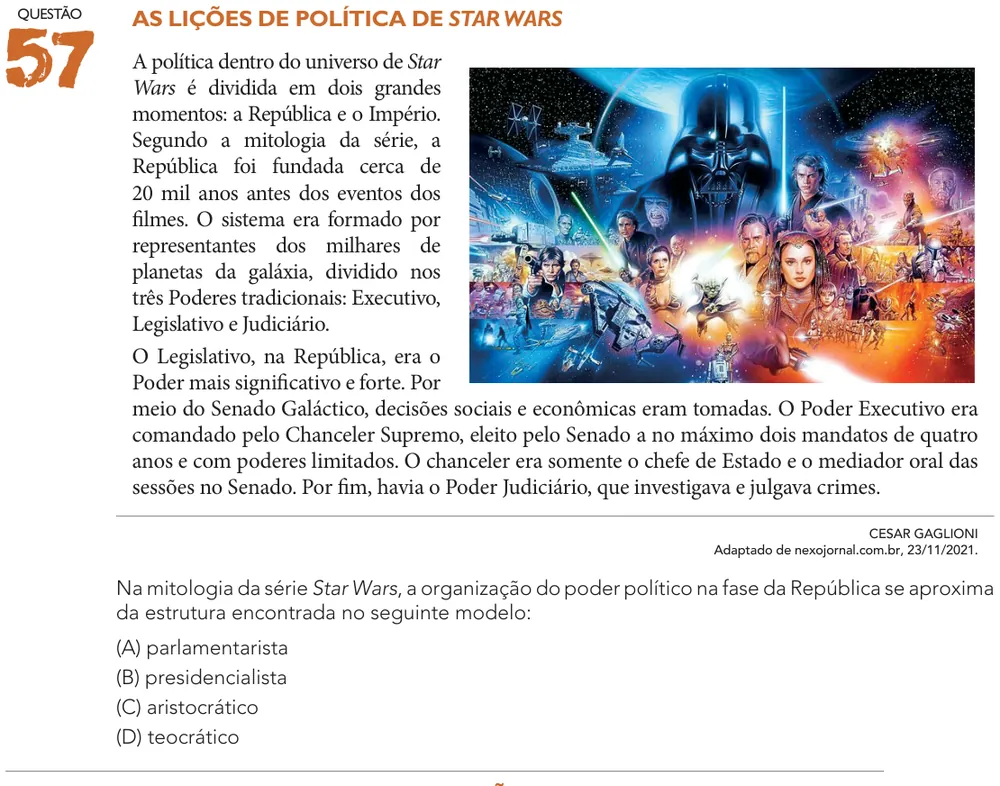 QUESTÃO
57
AS LIÇÕES DE POLÍTICA DE STAR WARS
A política dentro do universo de Star
Wars é dividida em dois grandes
momentos: a República e o Império.
Segundo a mitologia da série, a
República foi fundada cerca de
20 mil anos antes dos eventos dos
filmes. O sistema era formado por
representantes dos milhares de
planetas da galáxia, dividido nos
três Poderes tradicionais: Executivo,
Legislativo e Judiciário.
O Legislativo, na República, era o
Poder mais significativo e forte. Por
meio do Senado Galáctico, decisões sociais e econômicas eram tomadas. O Poder Executivo era
comandado pelo Chanceler Supremo, eleito pelo Senado a no máximo dois mandatos de quatro
anos e com poderes limitados. O chanceler era somente o chefe de Estado e o mediador oral das
sessões no Senado. Por fim, havia o Poder Judiciário, que investigava e julgava crimes.
CESAR GAGLIONI
Adaptado de nexojornal.com.br, 23/11/2021.
Na mitologia da série Star Wars, a organização do poder político na fase da República se aproxima
da estrutura encontrada no seguinte modelo:
(A) parlamentarista
(B) presidencialista
(C) aristocrático
(D) teocrático